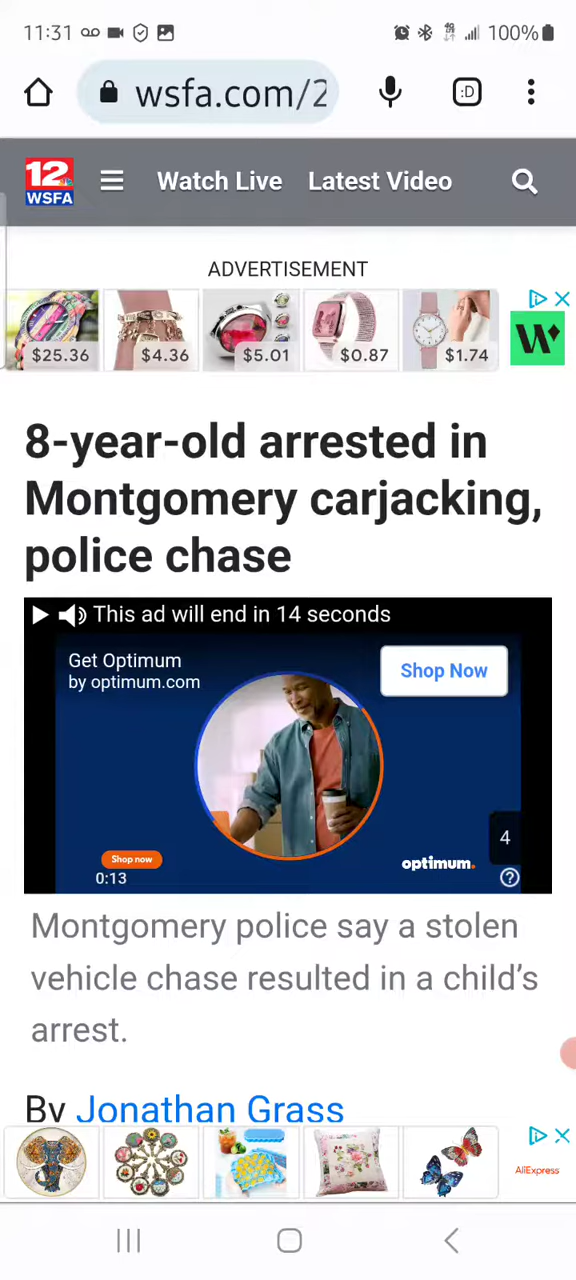 11:31
100%
wsfa.com/2
:D
12
WSFA
Watch Live
Latest Video
ADVERTISEMENT
$25.36
$4.36
$5.01
$0.87
$1.74
W
8-year-old arrested in
Montgomery carjacking,
police chase
This ad will end in 14 seconds
Get Optimum
by optimum.com
Shop Now
4
Shop now
optimum.
0:13
?
Montgomery police say a stolen
vehicle chase resulted in a child's
arrest.
By Jonathan Grass
AliExpress